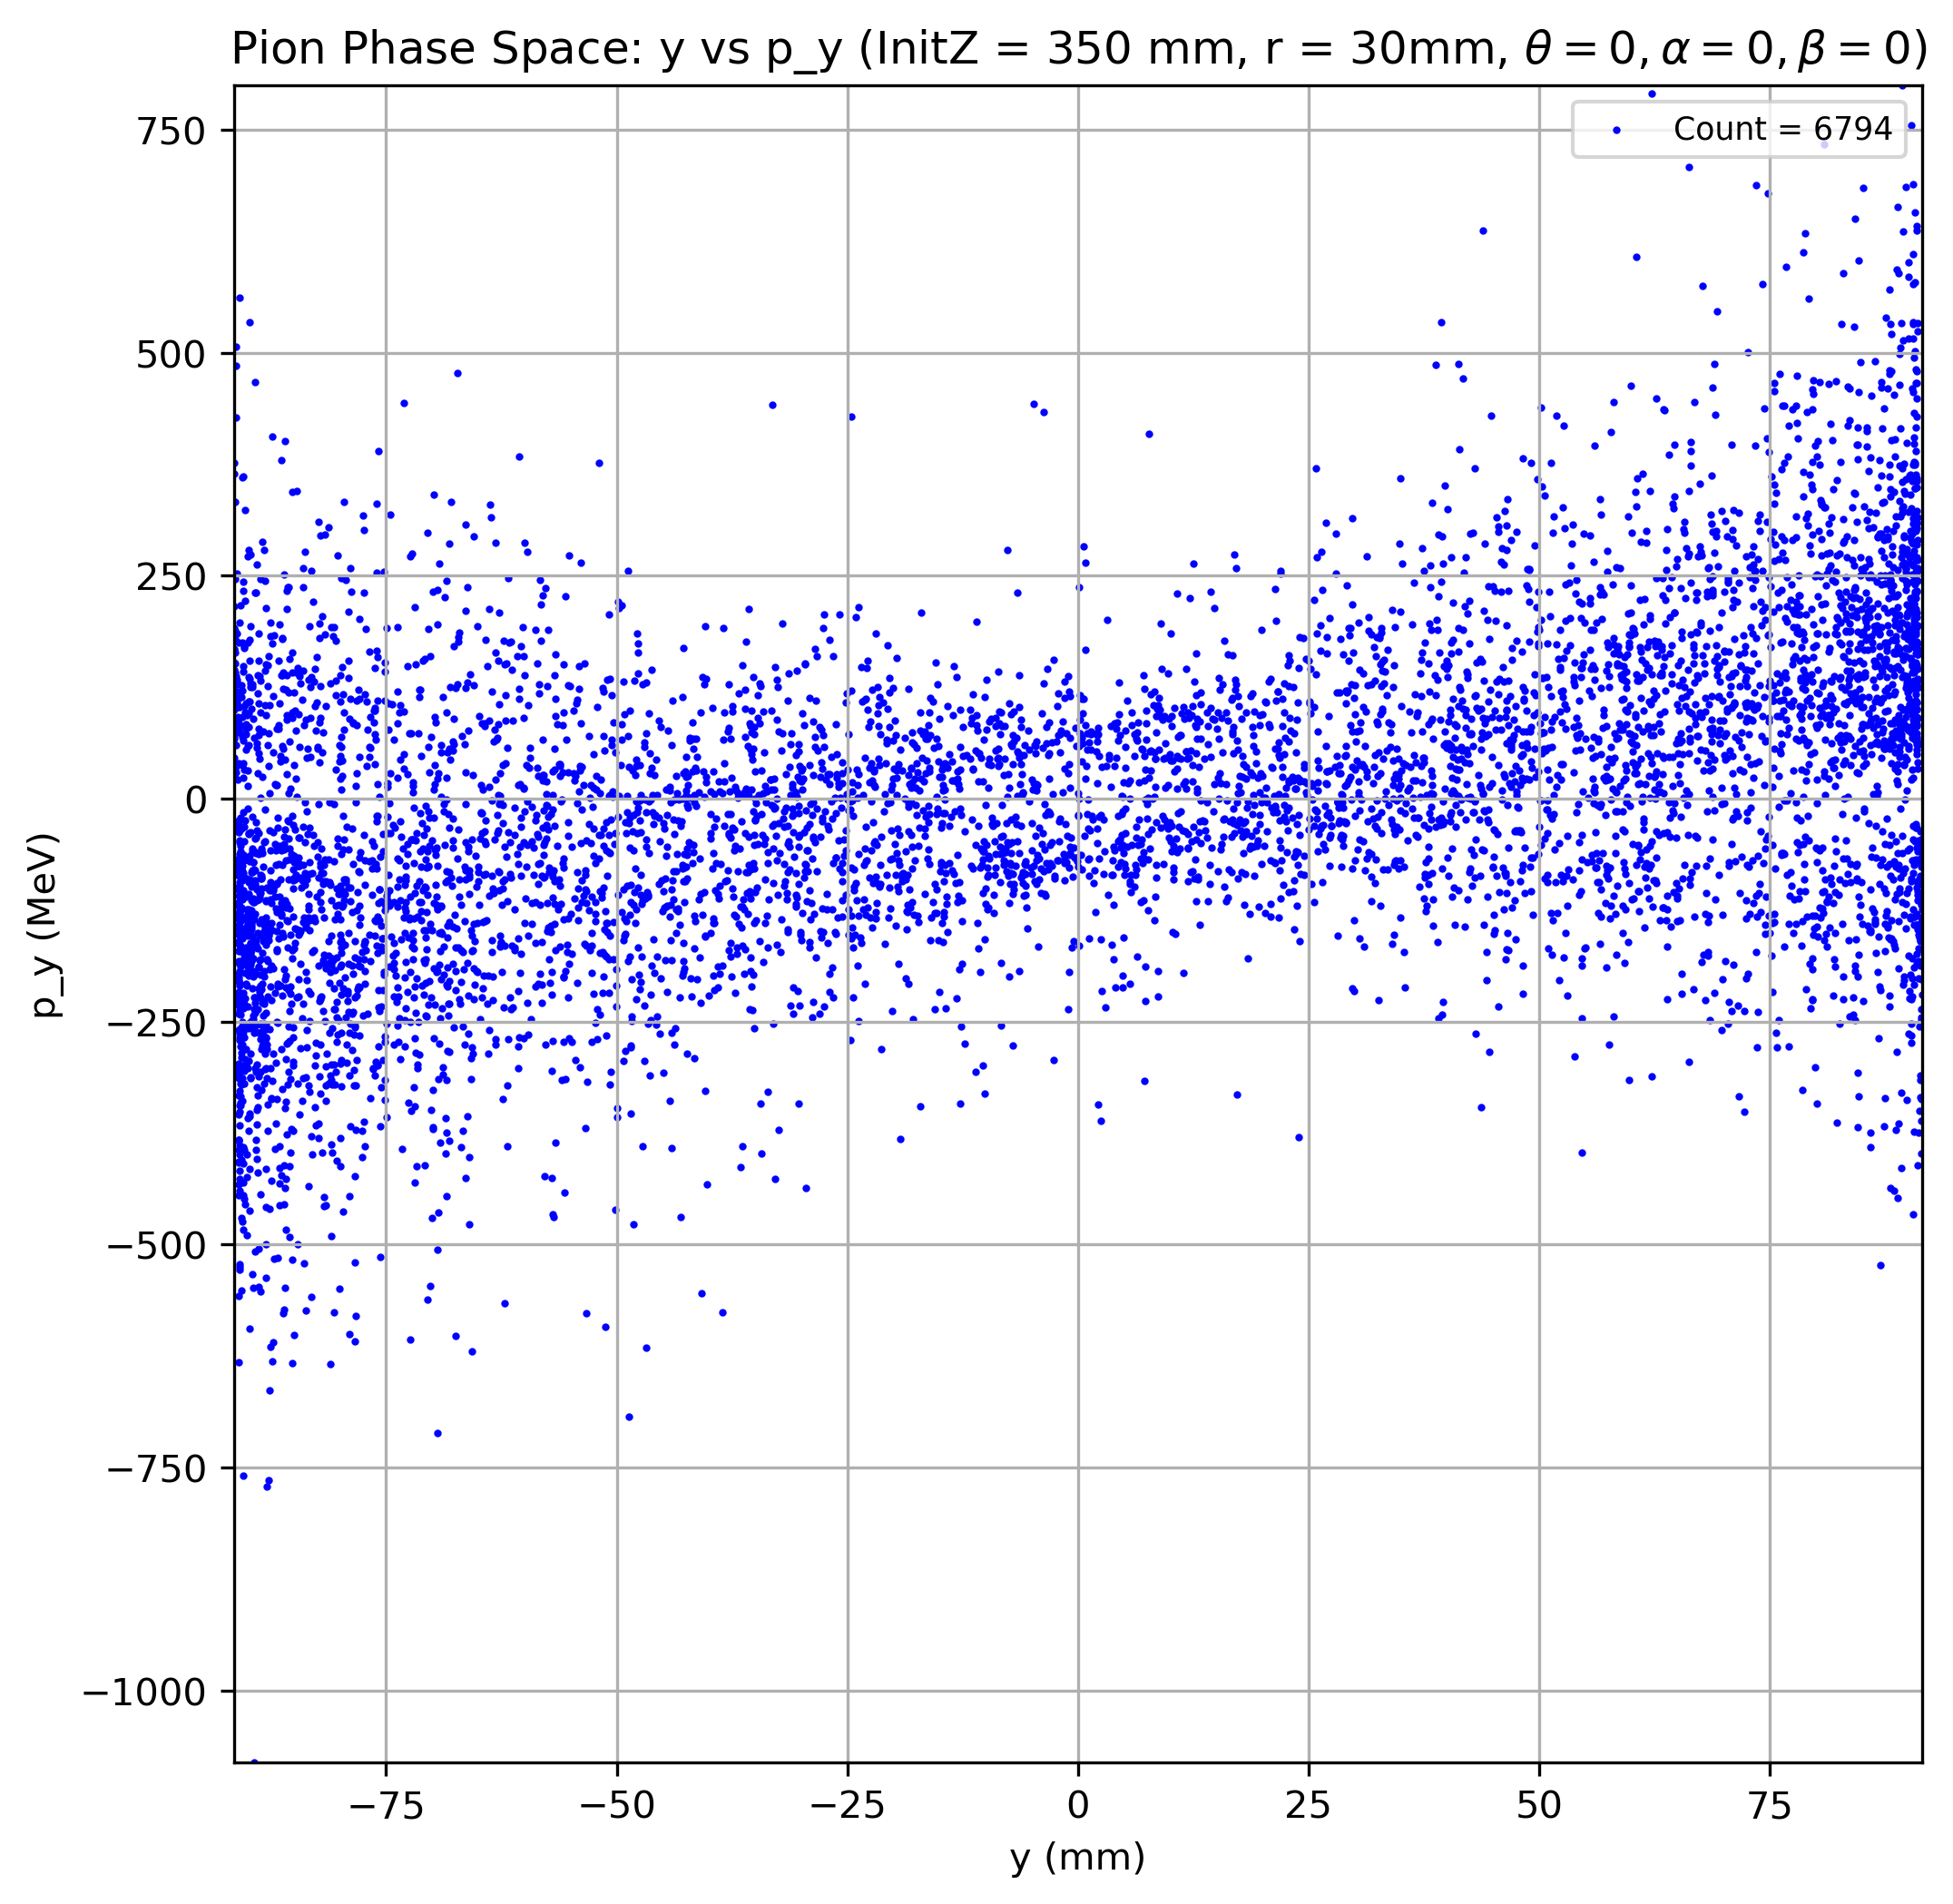 Pion Phase Space: y vs p_y (InitZ = 350 mm, r = 30mm, θ = 0, α = 0, β = 0)
Count = 6794
750
500
250
0
−250
−500
−750
−1000
p_y (MeV)
−75 −50 −25 0 25 50 75
y (mm)